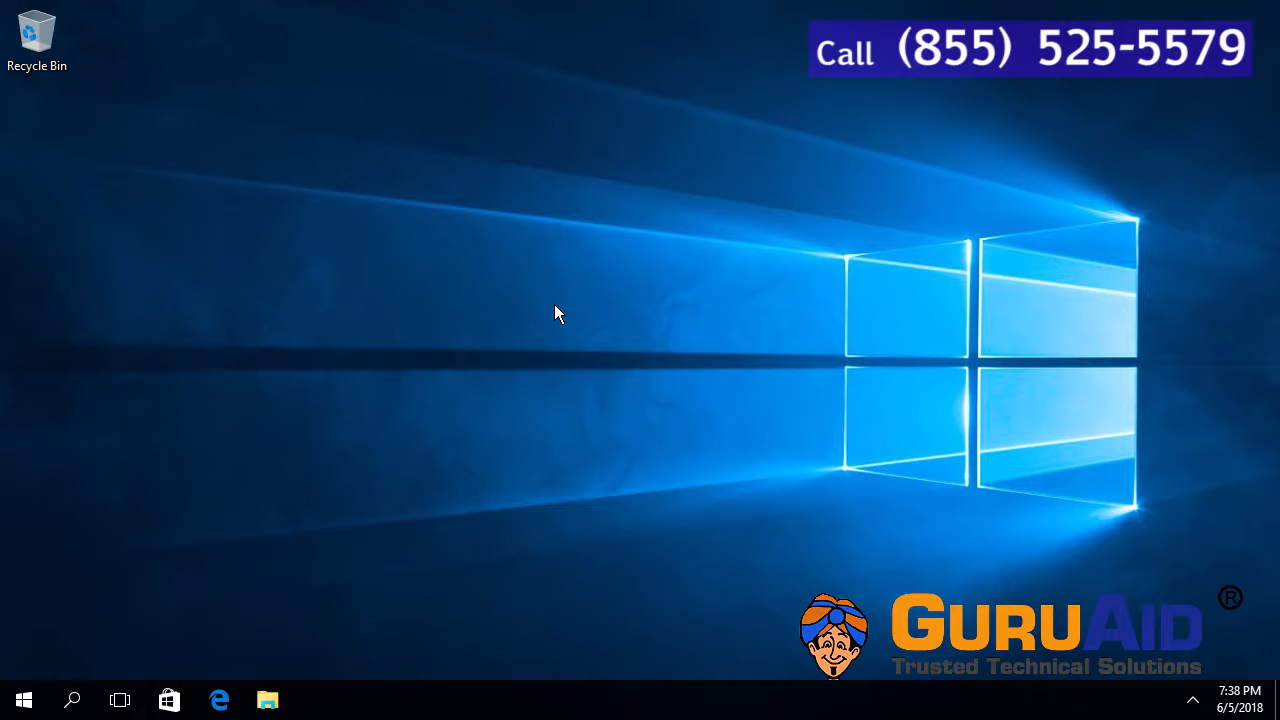 Recycle Bin
Call (855) 525-5579
GURUAID ®
Trusted Technical Solutions
7:38 PM
6/5/2018